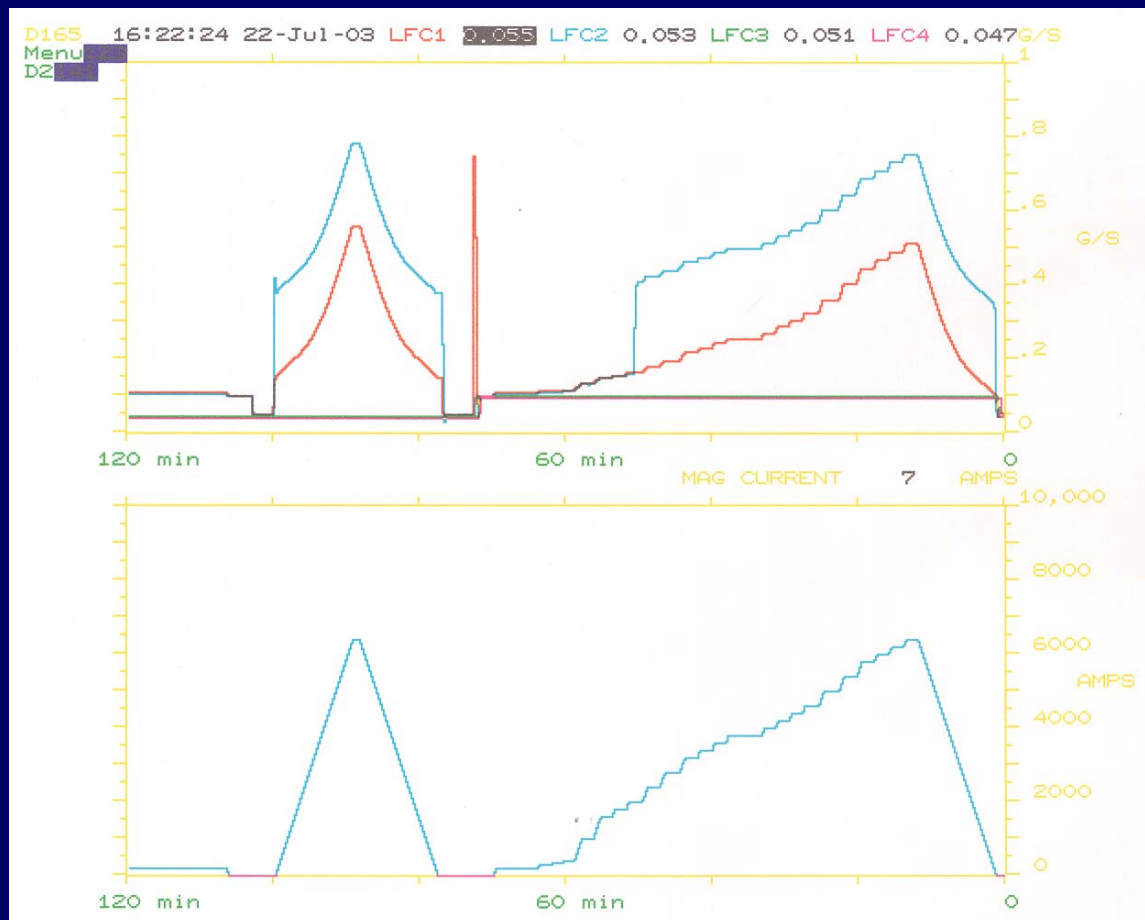 D165 16:22:24 22-Jul-03 LFC1 0.055 LFC2 0.053 LFC3 0.051 LFC4 0.047G/S
Menu
D2
1
.8
.6
G/S
.4
.2
0
120 min 60 min 0
MAG CURRENT 7 AMPS
10,000
8000
6000
AMPS
4000
2000
0
120 min 60 min 0